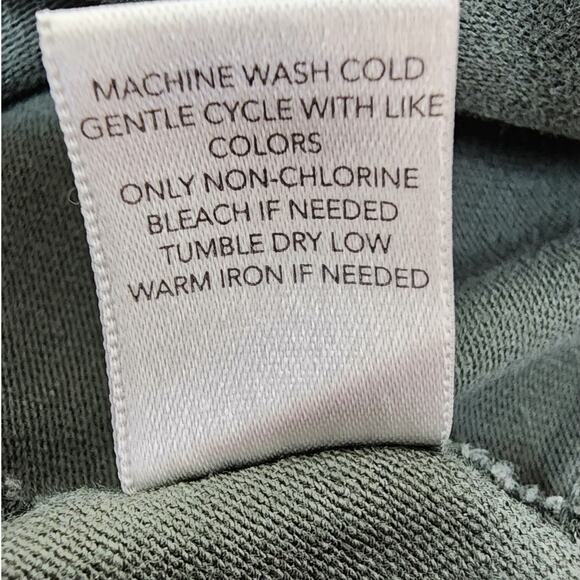 MACHINE WASH COLD
GENTLE CYCLE WITH LIKE
COLORS
ONLY NON-CHLORINE
BLEACH IF NEEDED
TUMBLE DRY LOW
WARM IRON IF NEEDED